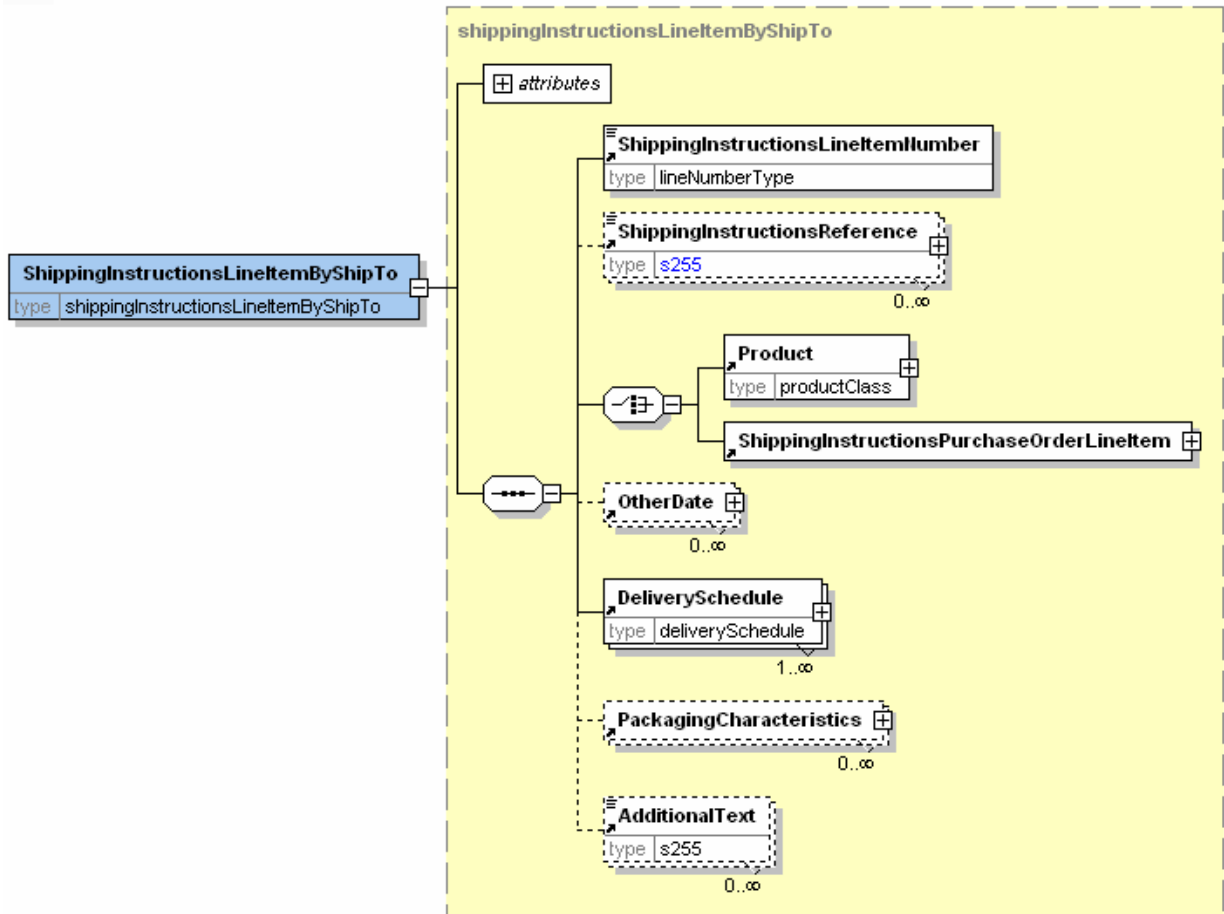 shippingInstructionsLineItemByShipTo
attributes
ShippingInstructionsLineItemNumber
type lineNumberType
ShippingInstructionsReference
type s255
0..∞
ShippingInstructionsLineItemByShipTo
type shippingInstructionsLineItemByShipTo
Product
type productClass
ShippingInstructionsPurchaseOrderLineItem
OtherDate
0..∞
DeliverySchedule
type deliverySchedule
1..∞
PackagingCharacteristics
0..∞
AdditionalText
type s255
0..∞